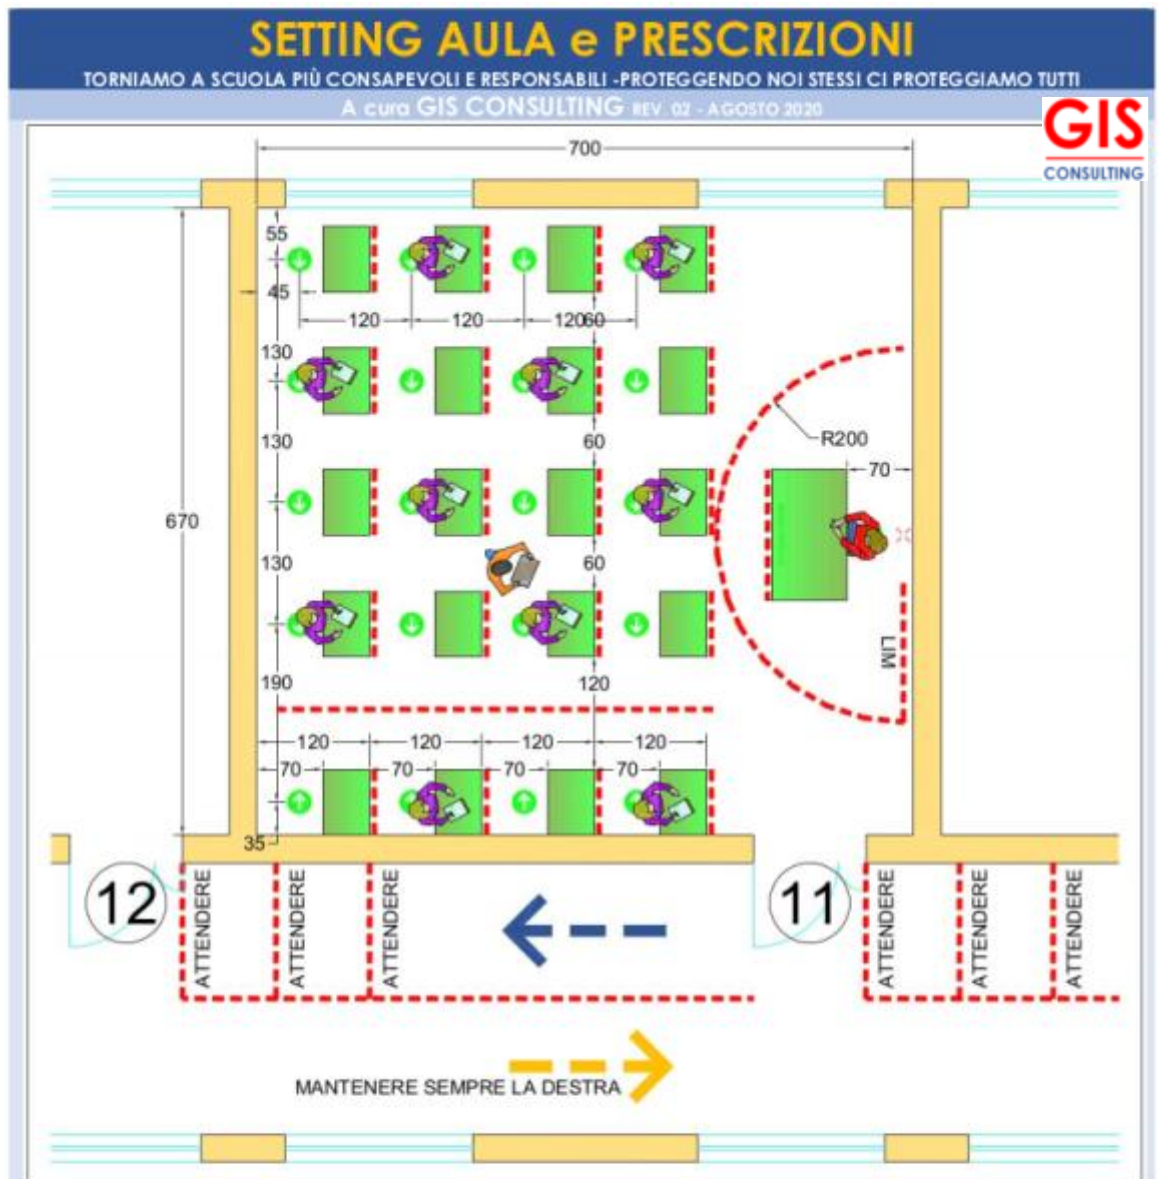 SETTING AULA e PRESCRIZIONI
TORNIAMO A SCUOLA PIÙ CONSAPEVOLI E RESPONSABILI -PROTEGGENDO NOI STESSI CI PROTEGGIAMO TUTTI
A cura GIS CONSULTING REV. 02 - AGOSTO 2020
GIS
CONSULTING
700
55
45
120 120 120 60
130
R200
130 60
70
670
130 60
LIM
190 120
120 120 120 120
70 70 70 70
35
12
ATTENDERE
ATTENDERE
ATTENDERE
11
ATTENDERE
ATTENDERE
ATTENDERE
MANTENERE SEMPRE LA DESTRA